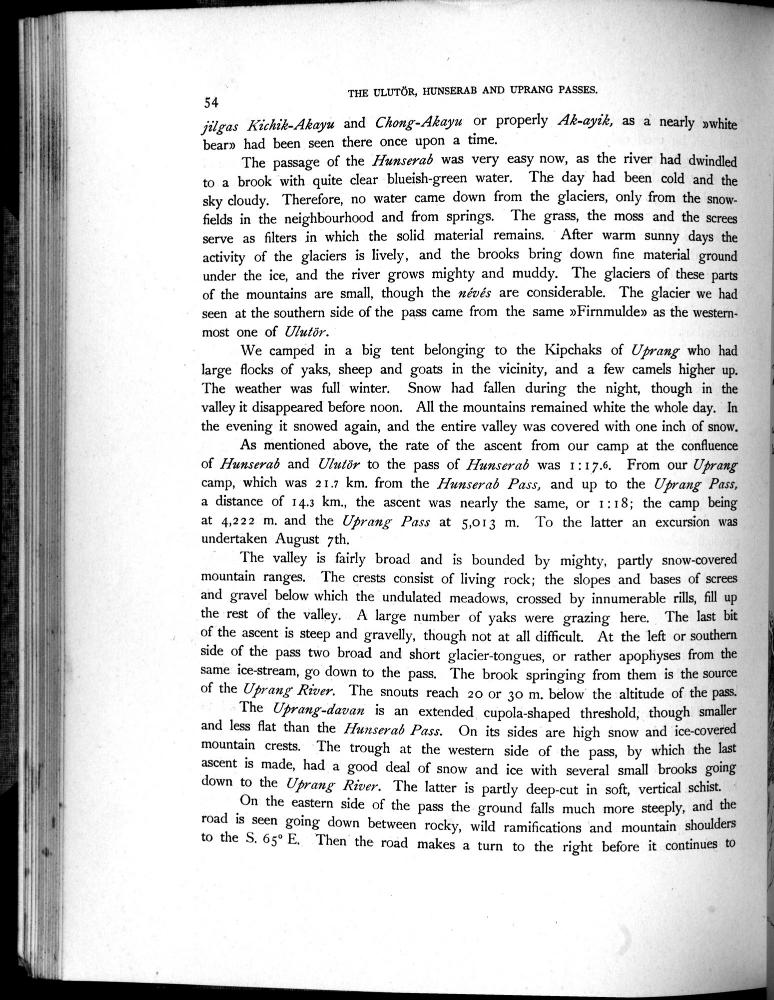 THE ULUTÖR, HUNSERAB AND UPRANG PASSES.
54
jilgas Kichik-Akayu and Chong-Akayu or properly Ak-ayik, as a nearly »white
bear» had been seen there once upon a time.
The passage of the Hunserab was very easy now, as the river had dwindled
to a brook with quite clear blueish-green water. The day had been cold and the
sky cloudy. Therefore, no water came down from the glaciers, only from the snow-
fields in the neighbourhood and from springs. The grass, the moss and the screes
serve as filters in which the solid material remains. After warm sunny days the
activity of the glaciers is lively, and the brooks bring down fine material ground
under the ice, and the river grows mighty and muddy. The glaciers of these parts
of the mountains are small, though the névés are considerable. The glacier we had
seen at the southern side of the pass came from the same »Firnmulde» as the western-
most one of Ulutör.
We camped in a big tent belonging to the Kipchaks of Uprang who had
large flocks of yaks, sheep and goats in the vicinity, and a few camels higher up.
The weather was full winter. Snow had fallen during the night, though in the
valley it disappeared before noon. All the mountains remained white the whole day. In
the evening it snowed again, and the entire valley was covered with one inch of snow.
As mentioned above, the rate of the ascent from our camp at the confluence
of Hunserab and Ulutör to the pass of Hunserab was 1:17.6. From our Uprang
camp, which was 21.7 km. from the Hunserab Pass, and up to the Uprang Pass,
a distance of 14.3 km., the ascent was nearly the same, or 1:18; the camp being
at 4,222 m. and the Uprang Pass at 5,013 m. To the latter an excursion was
undertaken August 7th.
The valley is fairly broad and is bounded by mighty, partly snow-covered
mountain ranges. The crests consist of living rock; the slopes and bases of screes
and gravel below which the undulated meadows, crossed by innumerable rills, fill up
the rest of the valley. A large number of yaks were grazing here. The last bit
of the ascent is steep and gravelly, though not at all difficult. At the left or southern
side of the pass two broad and short glacier-tongues, or rather apophyses from the
same ice-stream, go down to the pass. The brook springing from them is the source
of the Uprang River. The snouts reach 20 or 30 m. below the altitude of the pass.
The Uprang-davan is an extended cupola-shaped threshold, though smaller
and less flat than the Hunserab Pass. On its sides are high snow and ice-covered
mountain crests. The trough at the western side of the pass, by which the last
ascent is made, had a good deal of snow and ice with several small brooks going
down to the Uprang River. The latter is partly deep-cut in soft, vertical schist.
On the eastern side of the pass the ground falls much more steeply, and the
road is seen going down between rocky, wild ramifications and mountain shoulders
to the S. 65° E. Then the road makes a turn to the right before it continues to